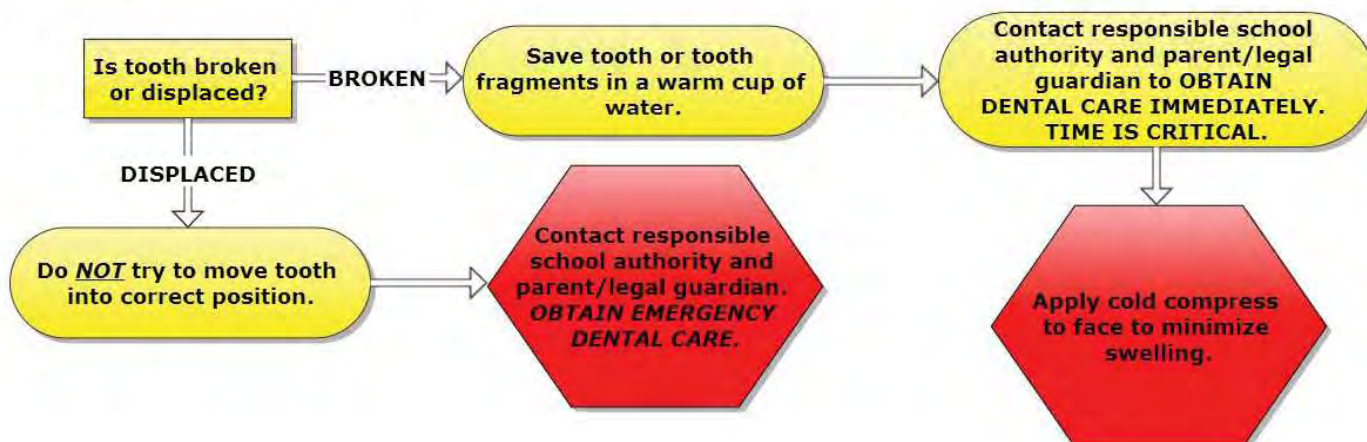 Is tooth broken
or displaced?
BROKEN
Save tooth or tooth
fragments in a warm cup of
water.
Contact responsible school
authority and parent/legal
guardian to OBTAIN
DENTAL CARE IMMEDIATELY.
TIME IS CRITICAL.
DISPLACED
Do NOT try to move tooth
into correct position.
Contact responsible
school authority and
parent/legal guardian.
OBTAIN EMERGENCY
DENTAL CARE.
Apply cold compress
to face to minimize
swelling.